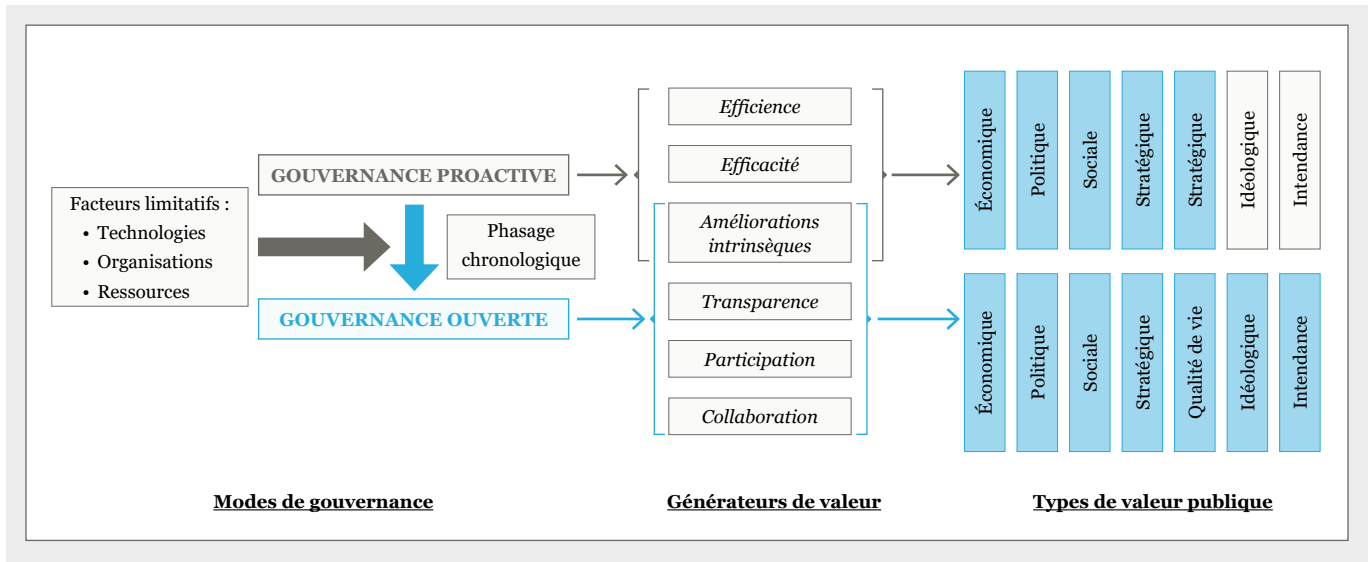 Facteurs limitatifs :
• Technologies
• Organisations
• Ressources
GOUVERNANCE PROACTIVE
Phasage
chronologique
GOUVERNANCE OUVERTE
Modes de gouvernance
Efficience
Efficacité
Améliorations
intrinsèques
Transparence
Participation
Collaboration
Générateurs de valeur
Économique
Politique
Sociale
Stratégique
Stratégique
Idéologique
Intendance
Économique
Politique
Sociale
Stratégique
Qualité de vie
Idéologique
Intendance
Types de valeur publique